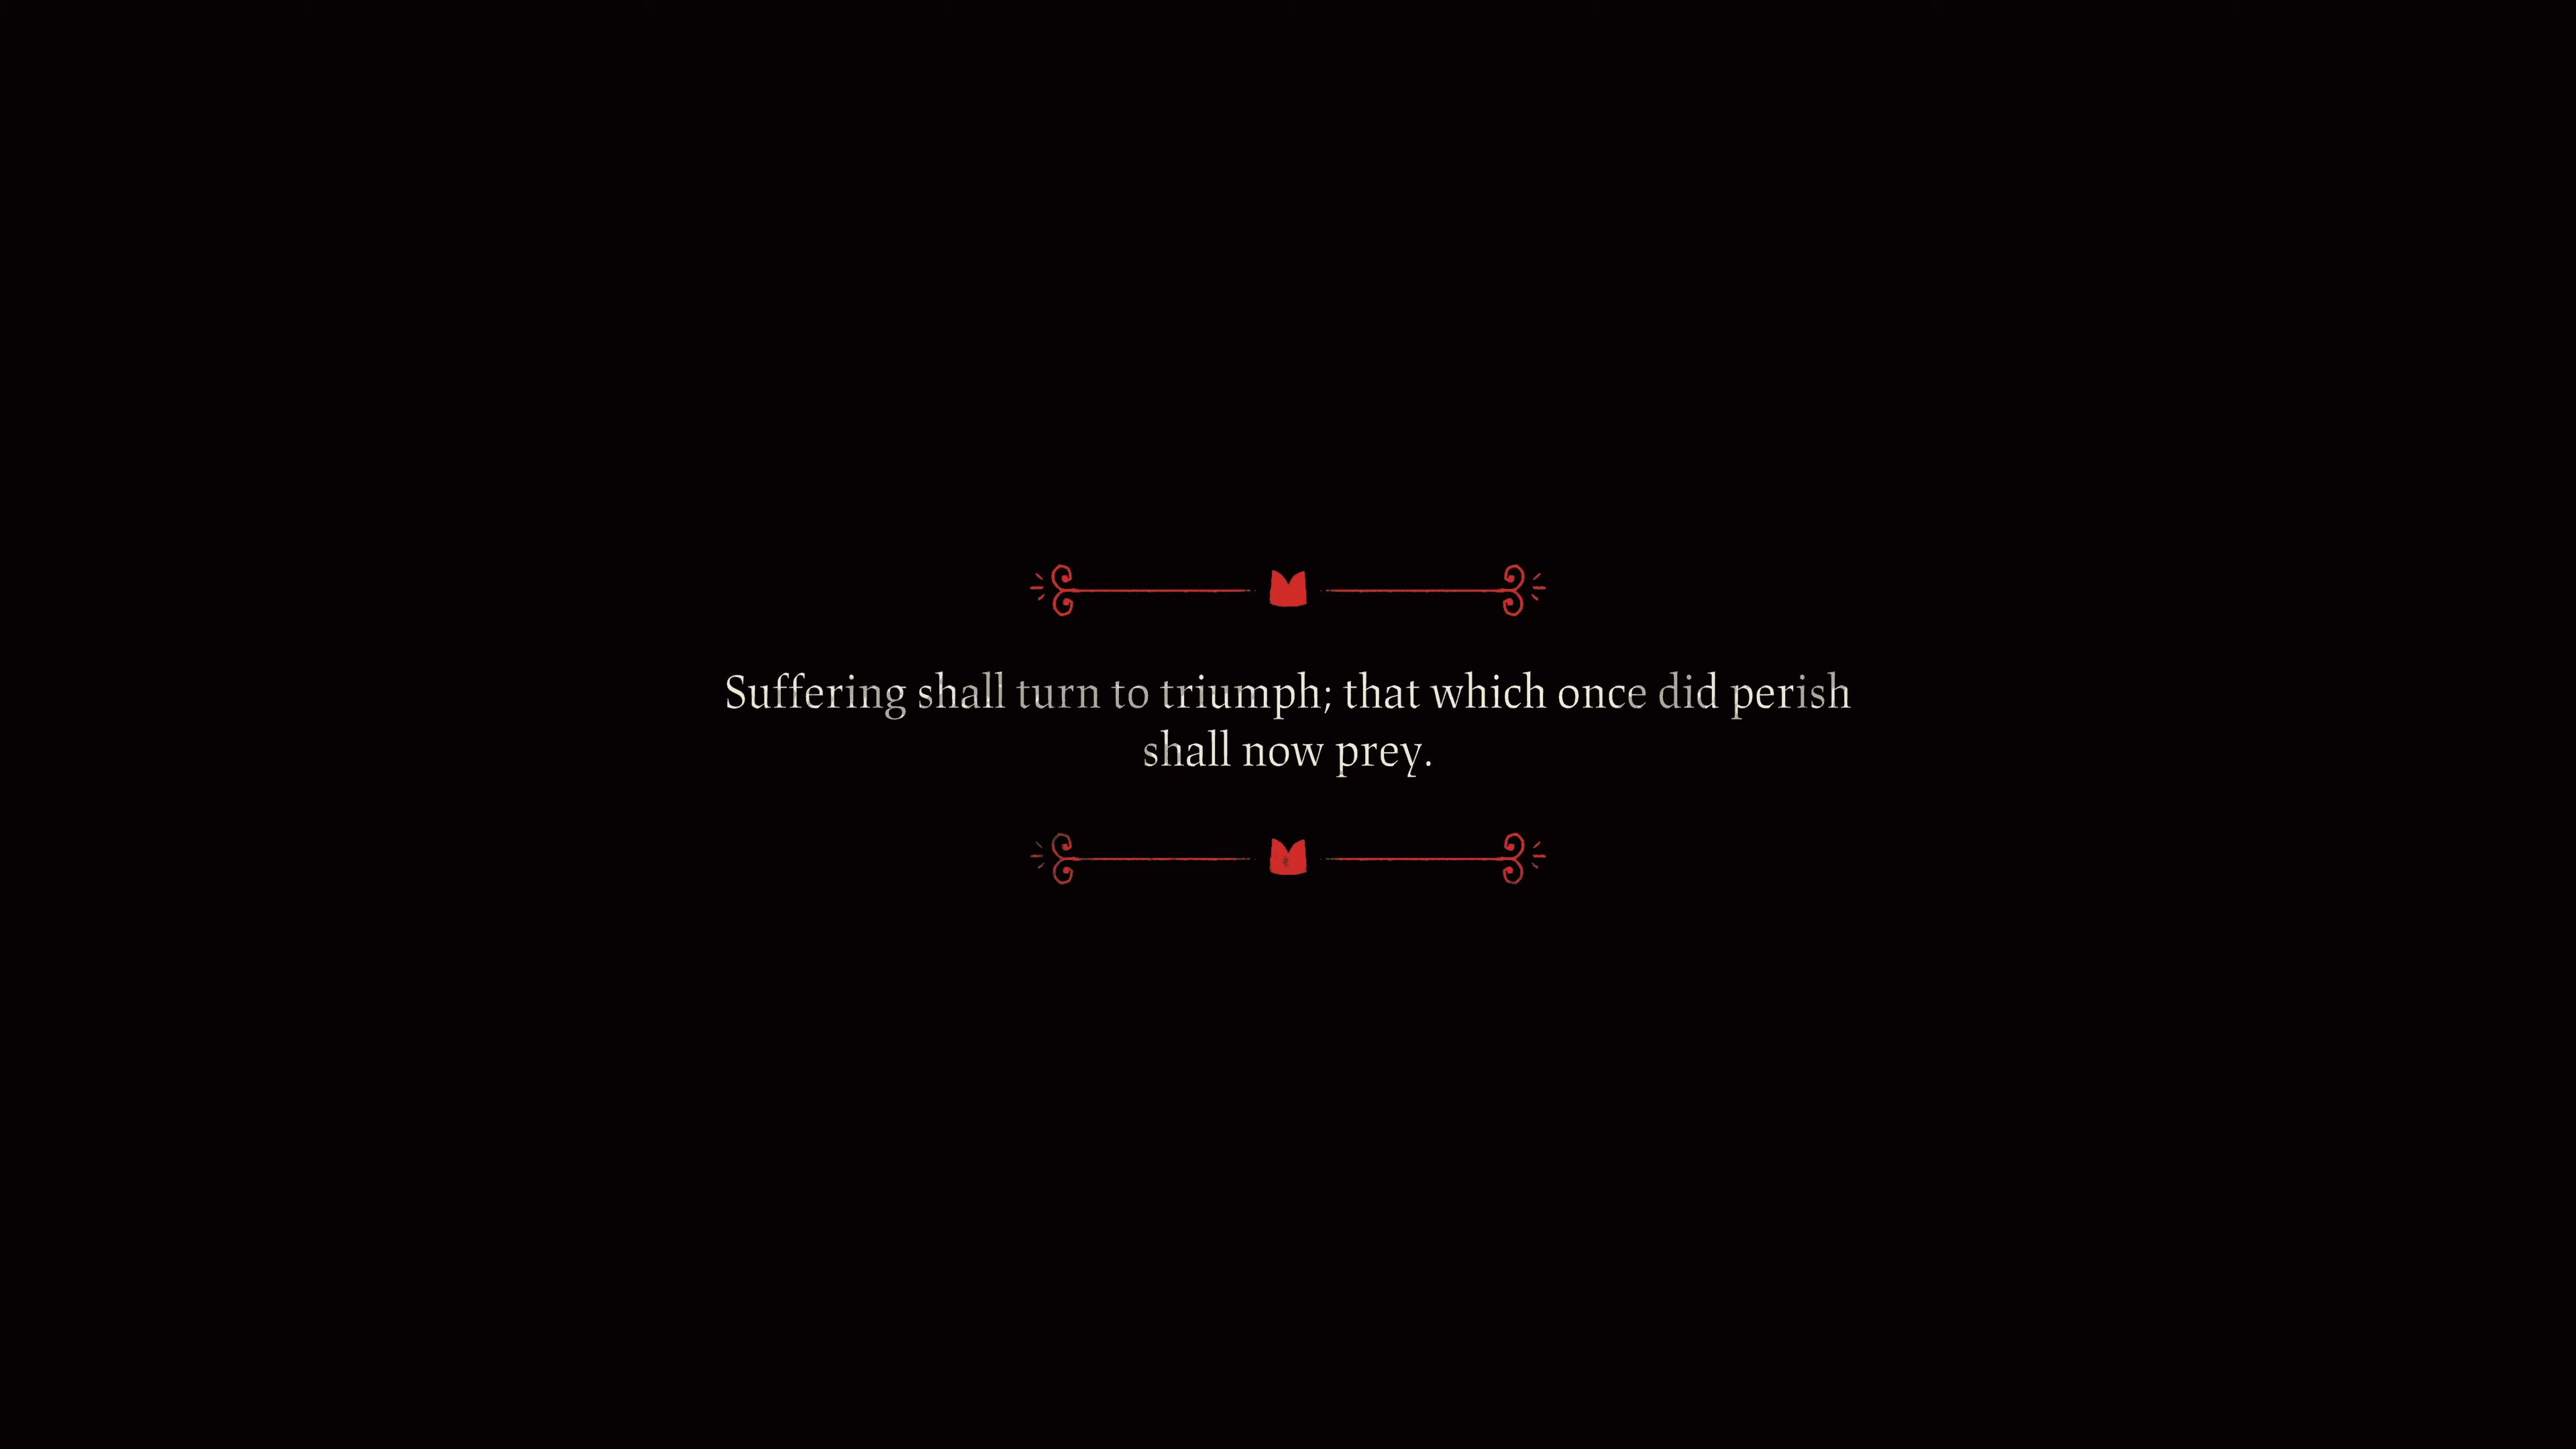 Suffering shall turn to triumph; that which once did perish
shall now prey.